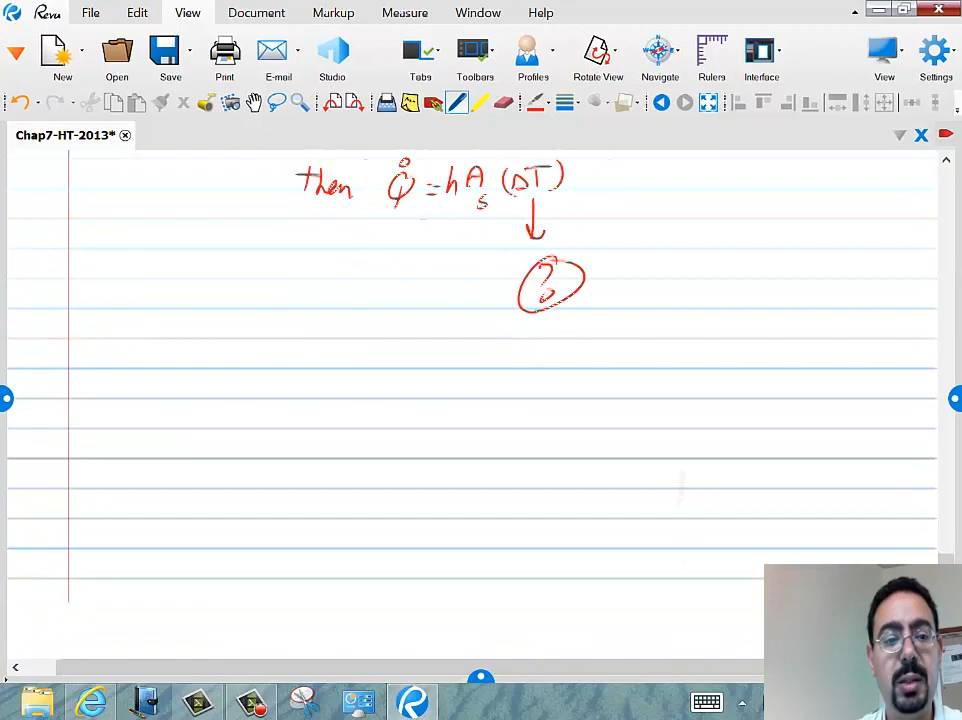 Revu File Edit View Document Markup Measure Window Help
New Open Save Print E-mail Studio Tabs Toolbars Profiles Rotate View Navigate Rulers Interface View Settings
Chap7-HT-2013*
then Q̇ = hA_s (ΔT)
?